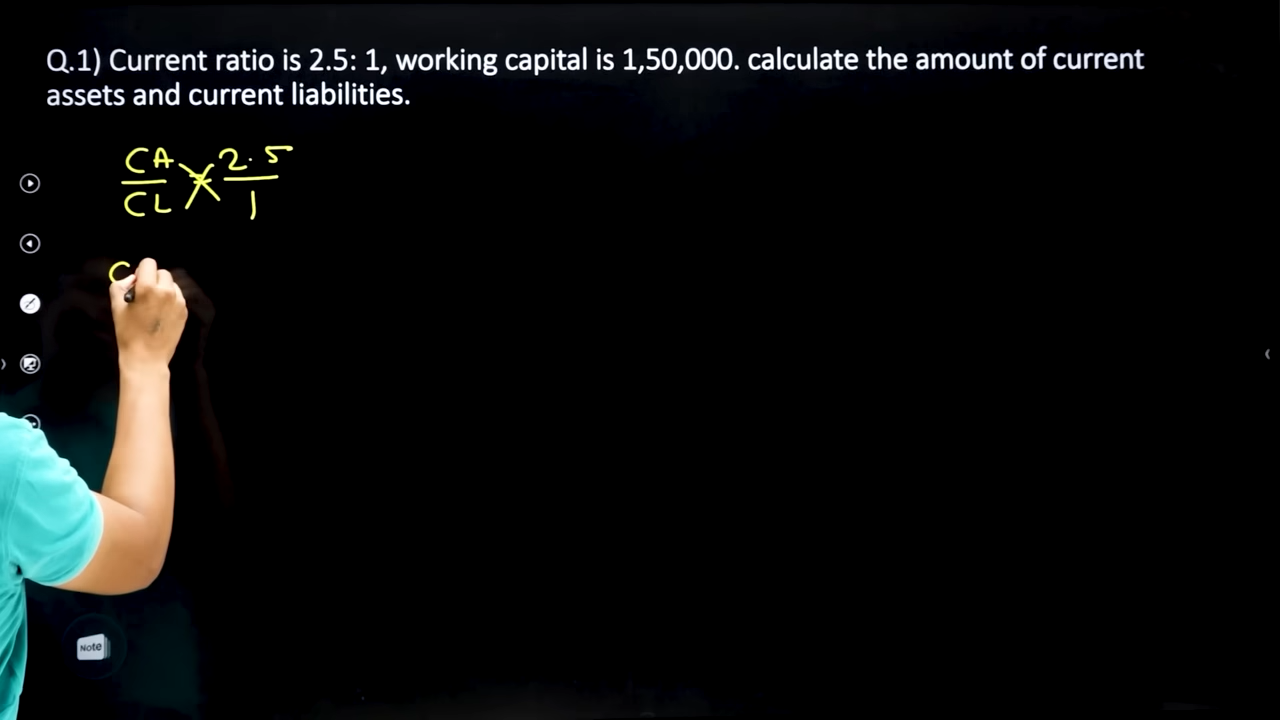 Q.1) Current ratio is 2.5: 1, working capital is 1,50,000. calculate the amount of current
assets and current liabilities.
CA 2.5
CL 1
C
Note